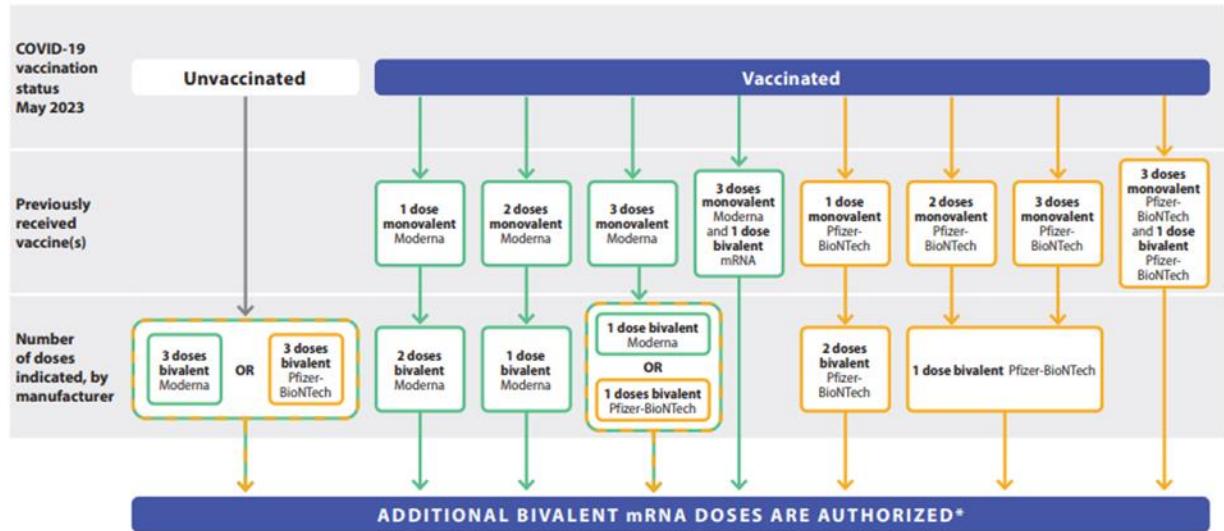 COVID-19
vaccination
status
May 2023
Unvaccinated
Vaccinated
Previously
received
vaccine(s)
1 dose
monovalent
Moderna
2 doses
monovalent
Moderna
3 doses
monovalent
Moderna
3 doses
monovalent
Moderna
and 1 dose
bivalent
mRNA
1 dose
monovalent
Pfizer-
BioNTech
2 doses
monovalent
Pfizer-
BioNTech
3 doses
monovalent
Pfizer-
BioNTech
3 doses
monovalent
Pfizer-
BioNTech
and 1 dose
bivalent
Pfizer-
BioNTech
Number
of doses
indicated, by
manufacturer
3 doses
bivalent
Moderna
OR
3 doses
bivalent
Pfizer-
BioNTech
2 doses
bivalent
Moderna
1 dose
bivalent
Moderna
1 dose bivalent
Moderna
OR
1 doses bivalent
Pfizer-BioNTech
2 doses
bivalent
Pfizer-
BioNTech
1 dose bivalent Pfizer-BioNTech
ADDITIONAL BIVALENT mRNA DOSES ARE AUTHORIZED*